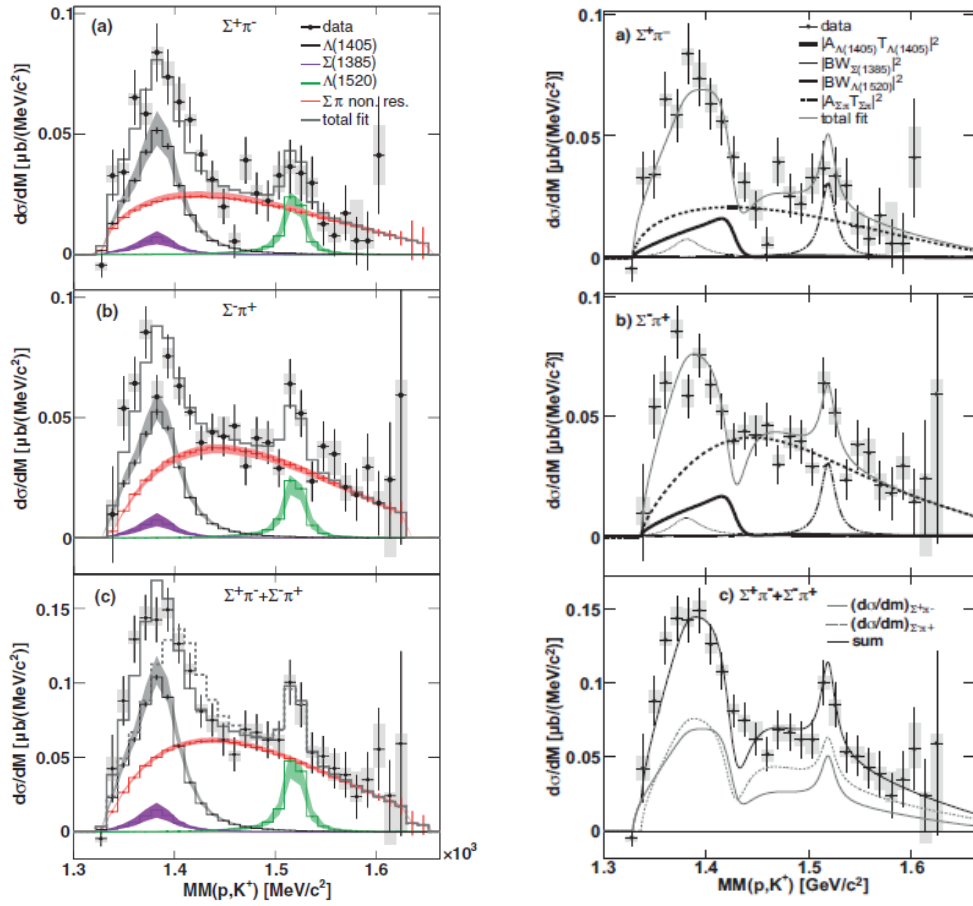 (a) Σ⁺π⁻
data
Λ(1405)
Σ(1385)
Λ(1520)
Σπ non. res.
total fit
dσ/dM [μb/(MeV/c²)]
0.1
0.05
0
(b) Σ⁻π⁺
dσ/dM [μb/(MeV/c²)]
0.1
0.05
0
(c) Σ⁺π⁻+Σ⁻π⁺
dσ/dM [μb/(MeV/c²)]
0.15
0.1
0.05
0
1.3 1.4 1.5 1.6
×10³
MM(p,K⁺) [MeV/c²]
a) Σ⁺π⁻
data
|A_Λ(1405)T_Λ(1405)|²
|BW_Σ(1385)|²
|BW_Λ(1520)|²
|A_Σπ T_Σπ|²
total fit
dσ/dM [μb/(MeV/c²)]
0.1
0.05
0
b) Σ⁻π⁺
dσ/dM [μb/(MeV/c²)]
0.1
0.05
0
c) Σ⁺π⁻+Σ⁻π⁺
(dσ/dm)_Σ⁺π⁻
(dσ/dm)_Σ⁻π⁺
sum
dσ/dM [μb/(MeV/c²)]
0.15
0.1
0.05
0
1.3 1.4 1.5 1.6
MM(p,K⁺) [GeV/c²]